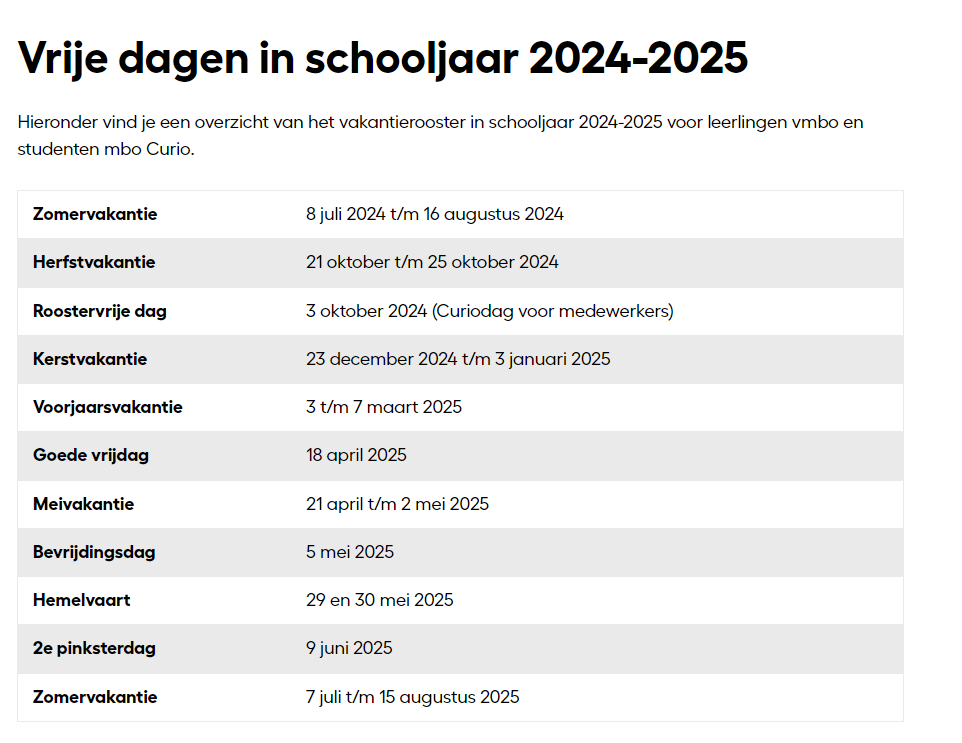 Vrije dagen in schooljaar 2024-2025
Hieronder vind je een overzicht van het vakantierooster in schooljaar 2024-2025 voor leerlingen vmbo en
studenten mbo Curio.
Zomervakantie 8 juli 2024 t/m 16 augustus 2024
Herfstvakantie 21 oktober t/m 25 oktober 2024
Roostervrije dag 3 oktober 2024 (Curiodag voor medewerkers)
Kerstvakantie 23 december 2024 t/m 3 januari 2025
Voorjaarsvakantie 3 t/m 7 maart 2025
Goede vrijdag 18 april 2025
Meivakantie 21 april t/m 2 mei 2025
Bevrijdingsdag 5 mei 2025
Hemelvaart 29 en 30 mei 2025
2e pinksterdag 9 juni 2025
Zomervakantie 7 juli t/m 15 augustus 2025